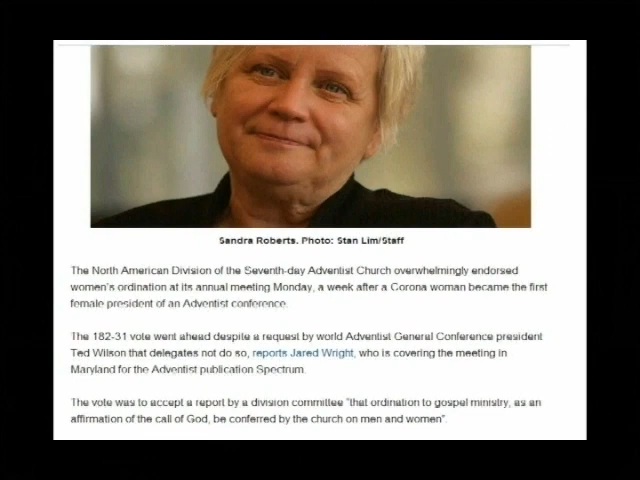 Sandra Roberts. Photo: Stan Lim/Staff
The North American Division of the Seventh-day Adventist Church overwhelmingly endorsed
women's ordination at its annual meeting Monday, a week after a Corona woman became the first
female president of an Adventist conference.
The 182-31 vote went ahead despite a request by world Adventist General Conference president
Ted Wilson that delegates not do so, reports Jared Wright, who is covering the meeting in
Maryland for the Adventist publication Spectrum.
The vote was to accept a report by a division committee "that ordination to gospel ministry, as an
affirmation of the call of God, be conferred by the church on men and women".